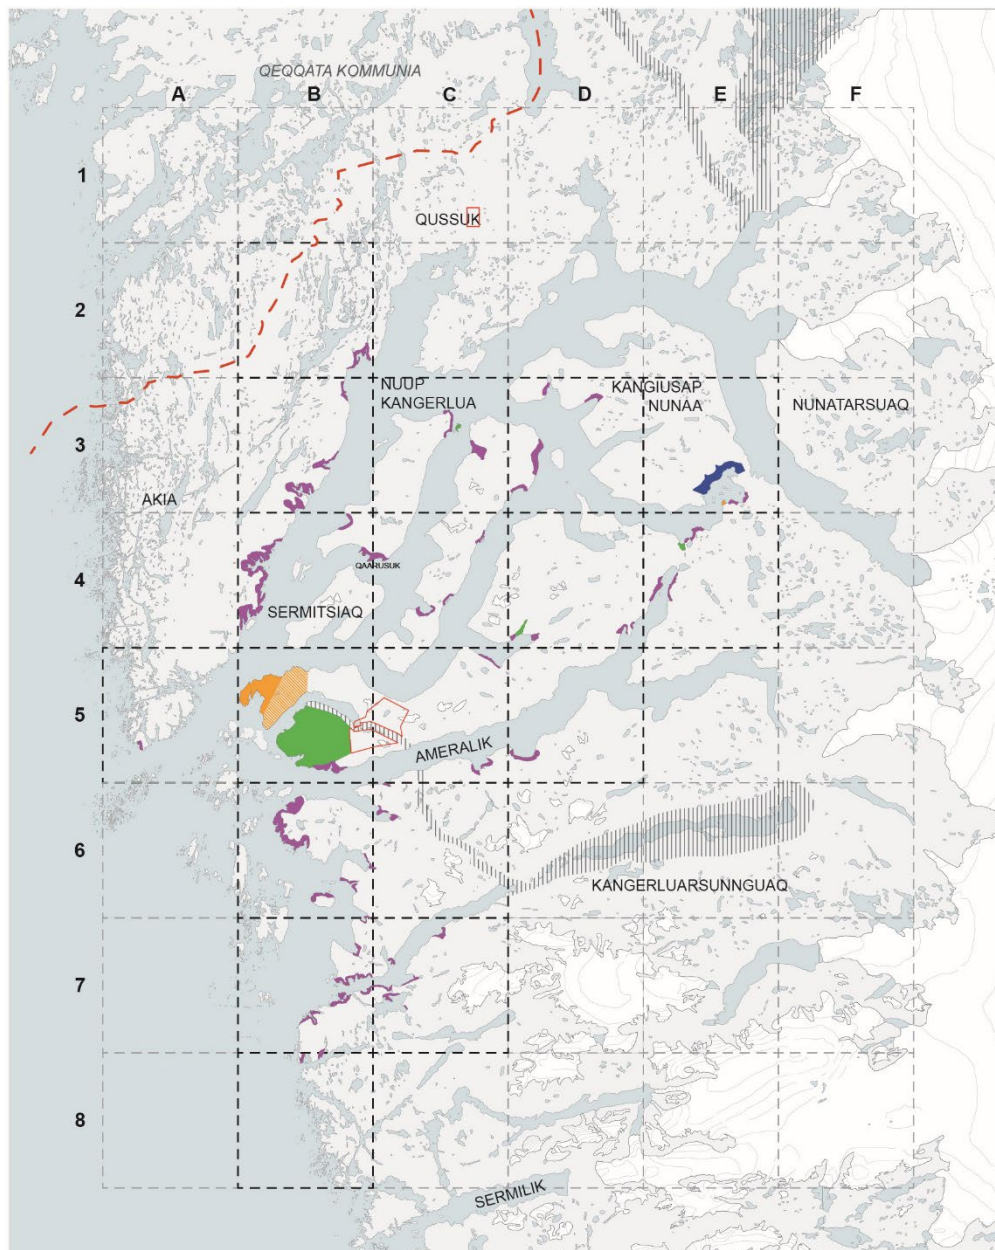 QEQQATA KOMMUNIA
A B C D E F
1
QUSSUK
2
NUUP
KANGERLUA
KANGIUSAP
NUNAA
NUNATARSUAQ
3
AKIA
QAARUSUK
4
SERMITSIAQ
5
AMERALIK
6
KANGERLUARSUNNGUAQ
7
8
SERMILIK